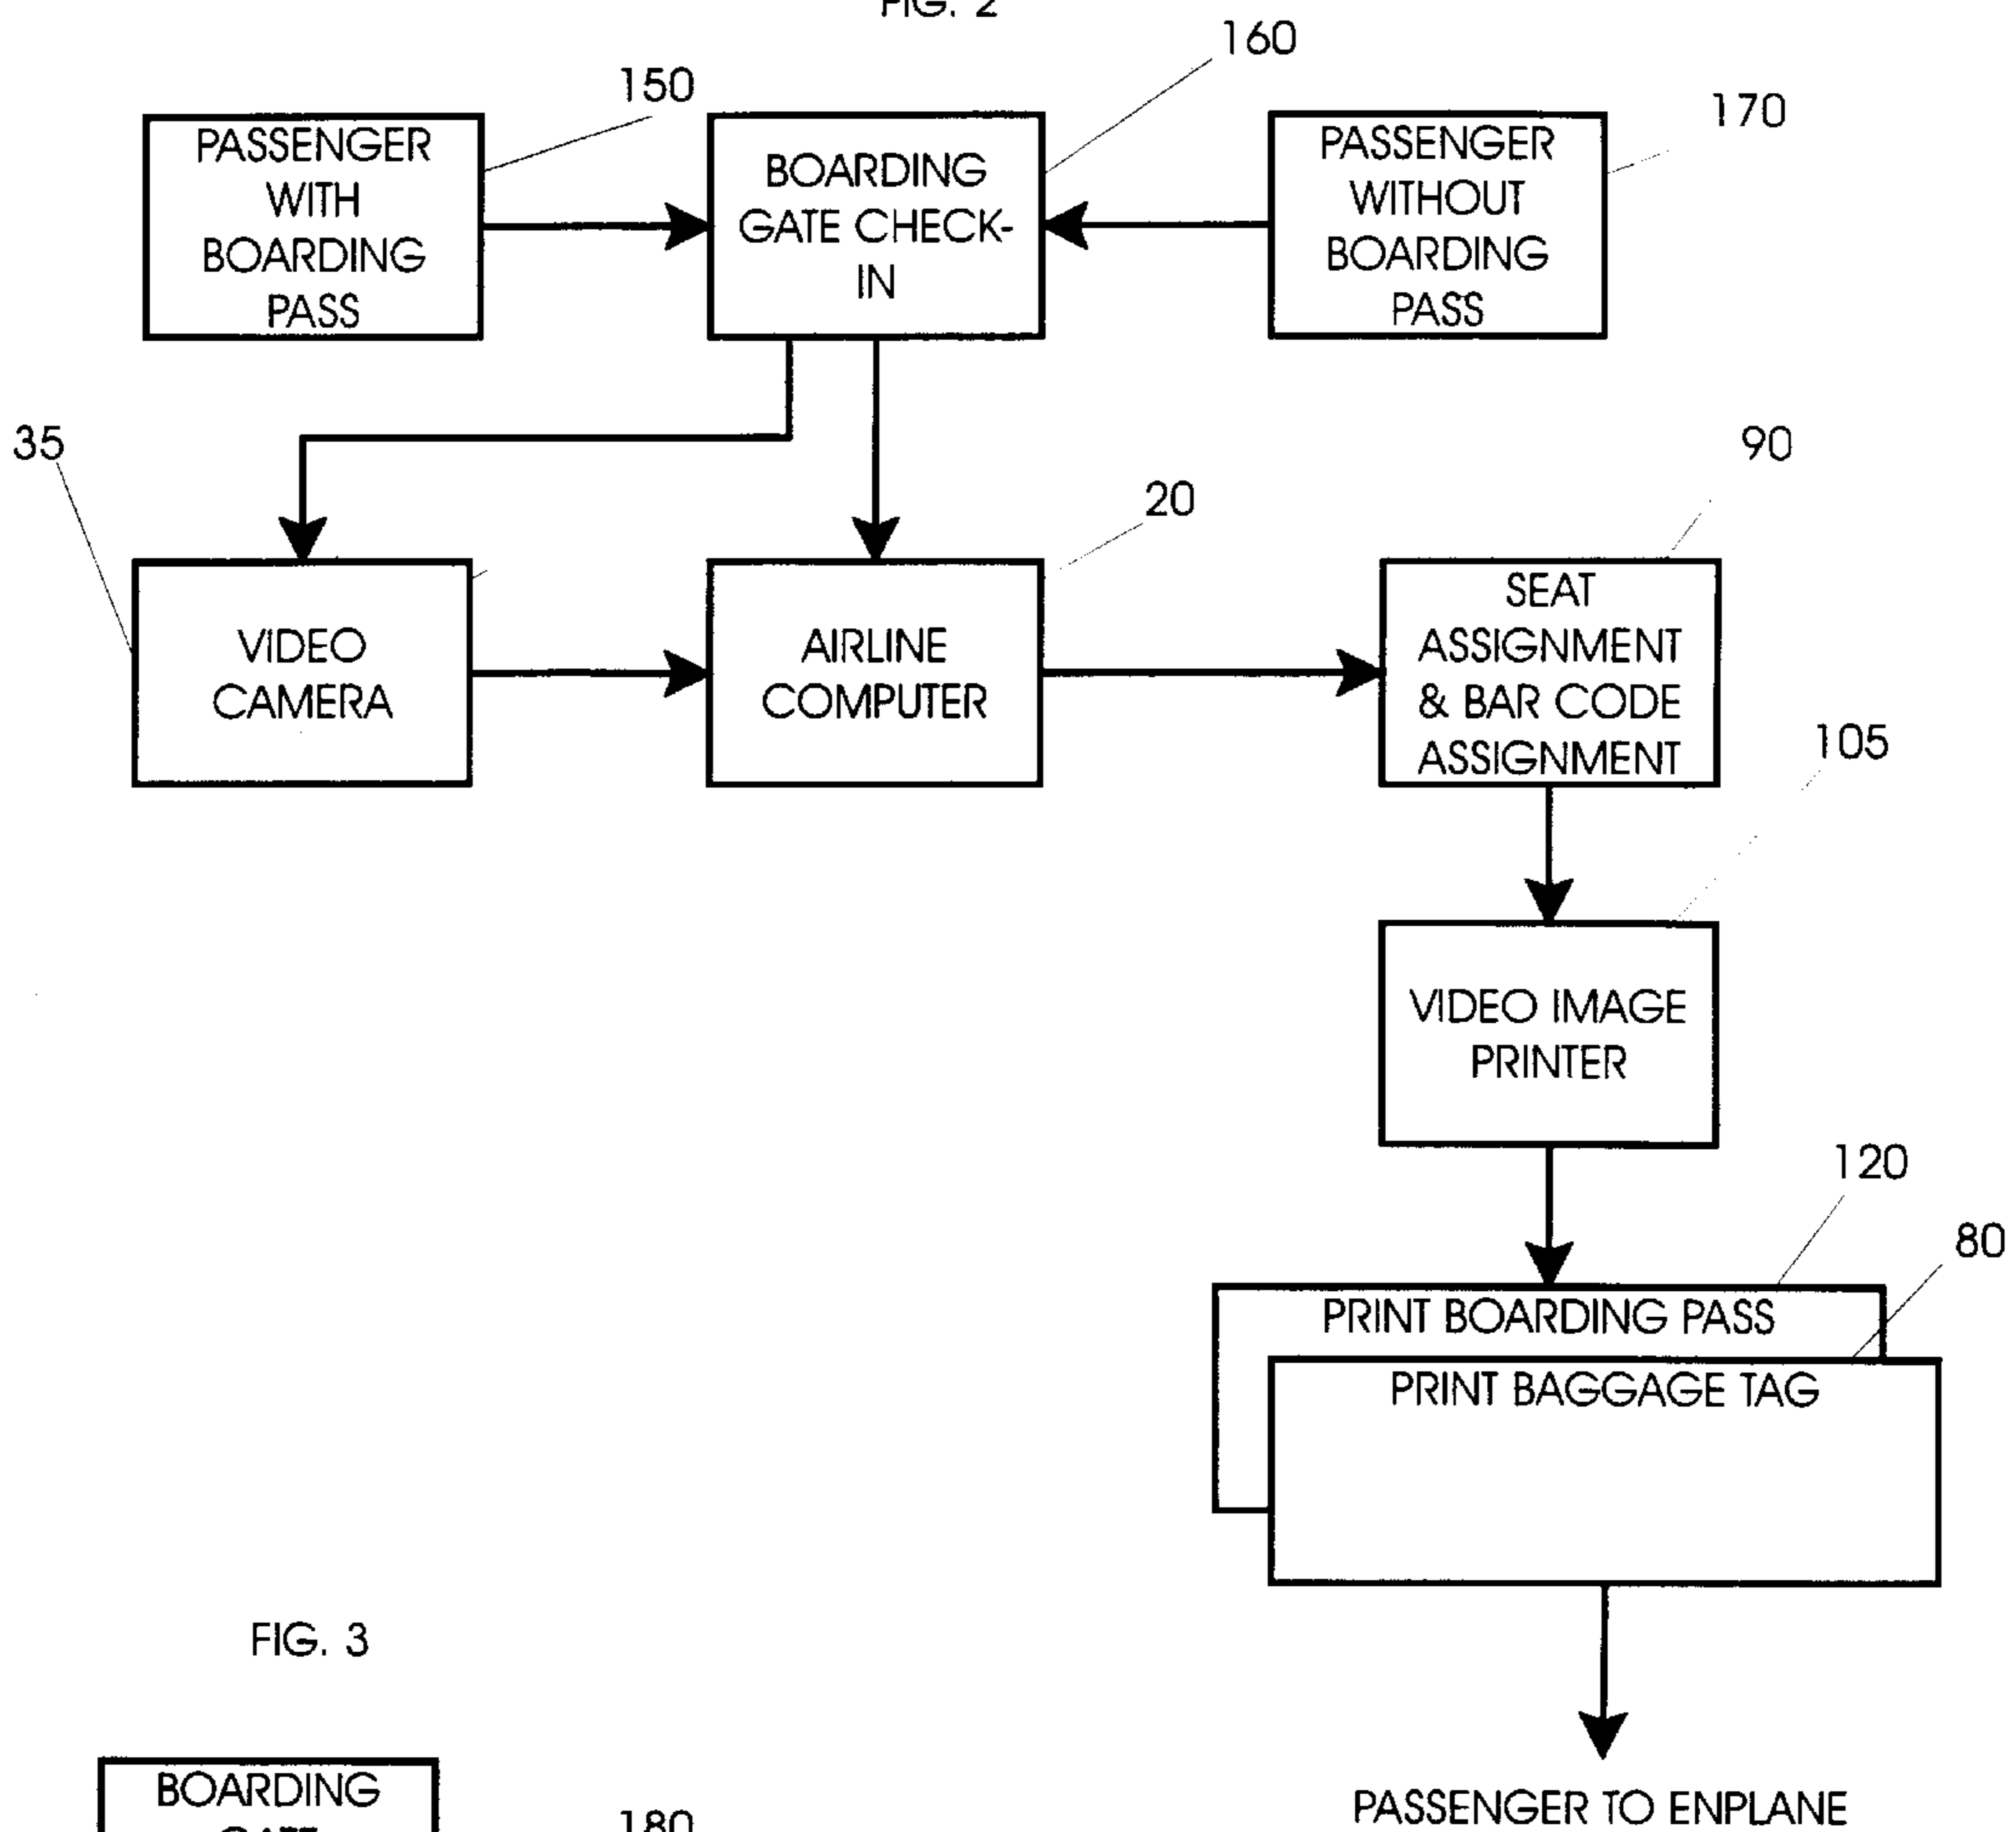 FIG. 2
160
150
170
PASSENGER
WITH
BOARDING
PASS
BOARDING
GATE CHECK-
IN
PASSENGER
WITHOUT
BOARDING
PASS
35
90
20
VIDEO
CAMERA
AIRLINE
COMPUTER
SEAT
ASSIGNMENT
& BAR CODE
ASSIGNMENT
105
VIDEO IMAGE
PRINTER
120
80
PRINT BOARDING PASS
PRINT BAGGAGE TAG
FIG. 3
BOARDING
GATE
180
PASSENGER TO ENPLANE